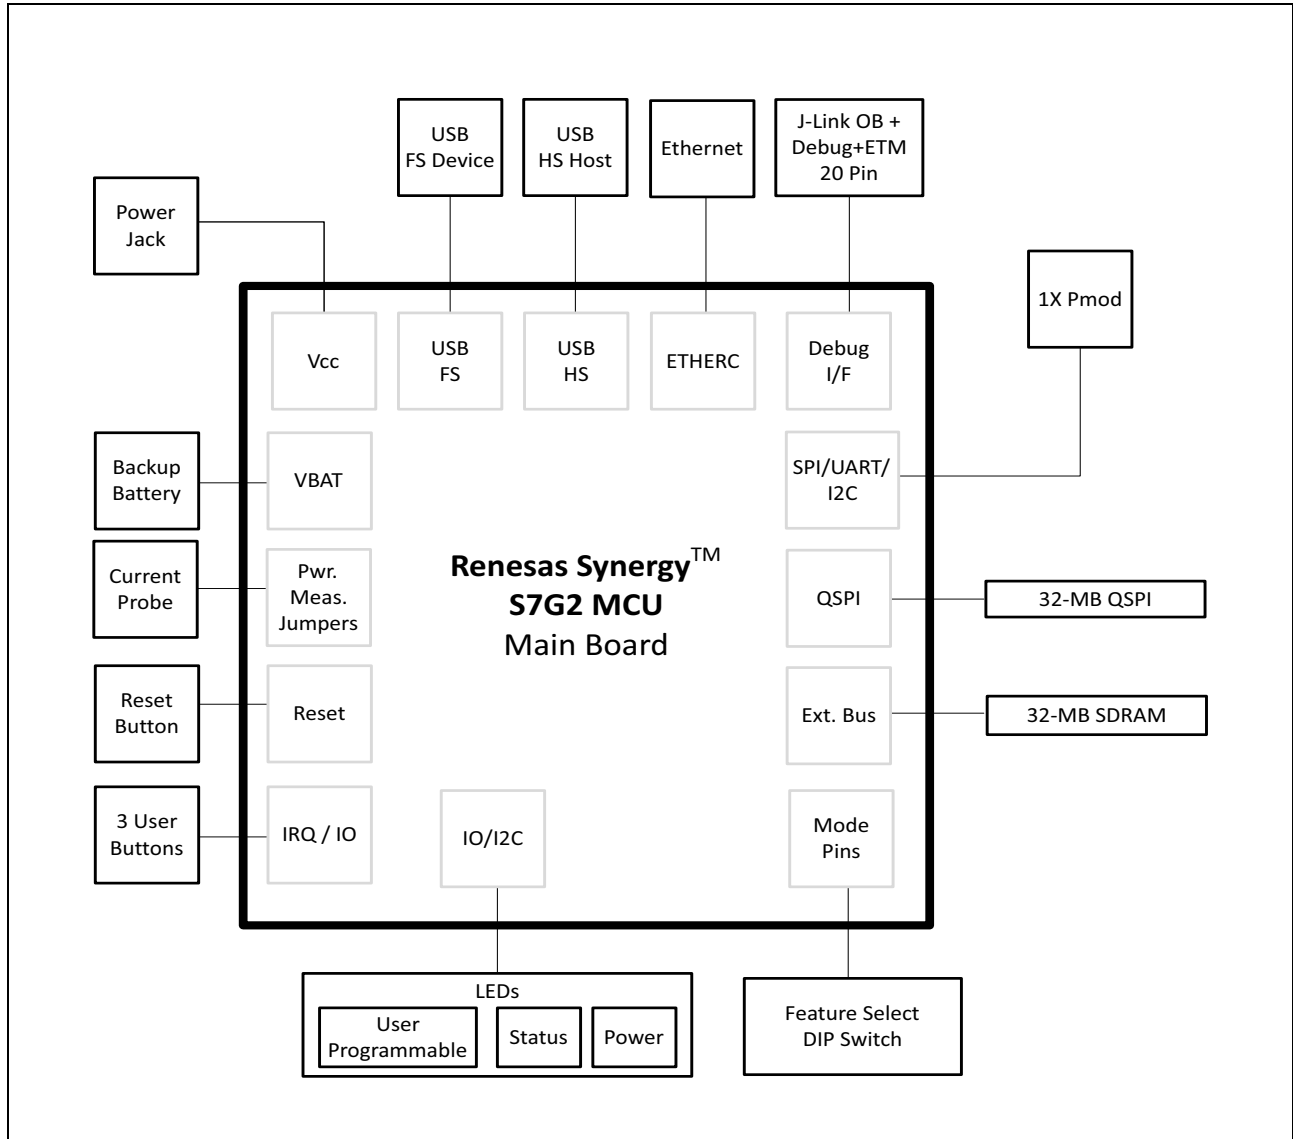 USB
FS Device
USB
HS Host
Ethernet
J-Link OB +
Debug+ETM
20 Pin
Power
Jack
1X Pmod
Vcc
USB
FS
USB
HS
ETHERC
Debug
I/F
Backup
Battery
VBAT
SPI/UART/
I2C
Current
Probe
Pwr.
Meas.
Jumpers
Renesas Synergy™
S7G2 MCU
Main Board
QSPI
32-MB QSPI
Reset
Button
Reset
Ext. Bus
32-MB SDRAM
3 User
Buttons
IRQ / IO
IO/I2C
Mode
Pins
LEDs
User
Programmable
Status
Power
Feature Select
DIP Switch